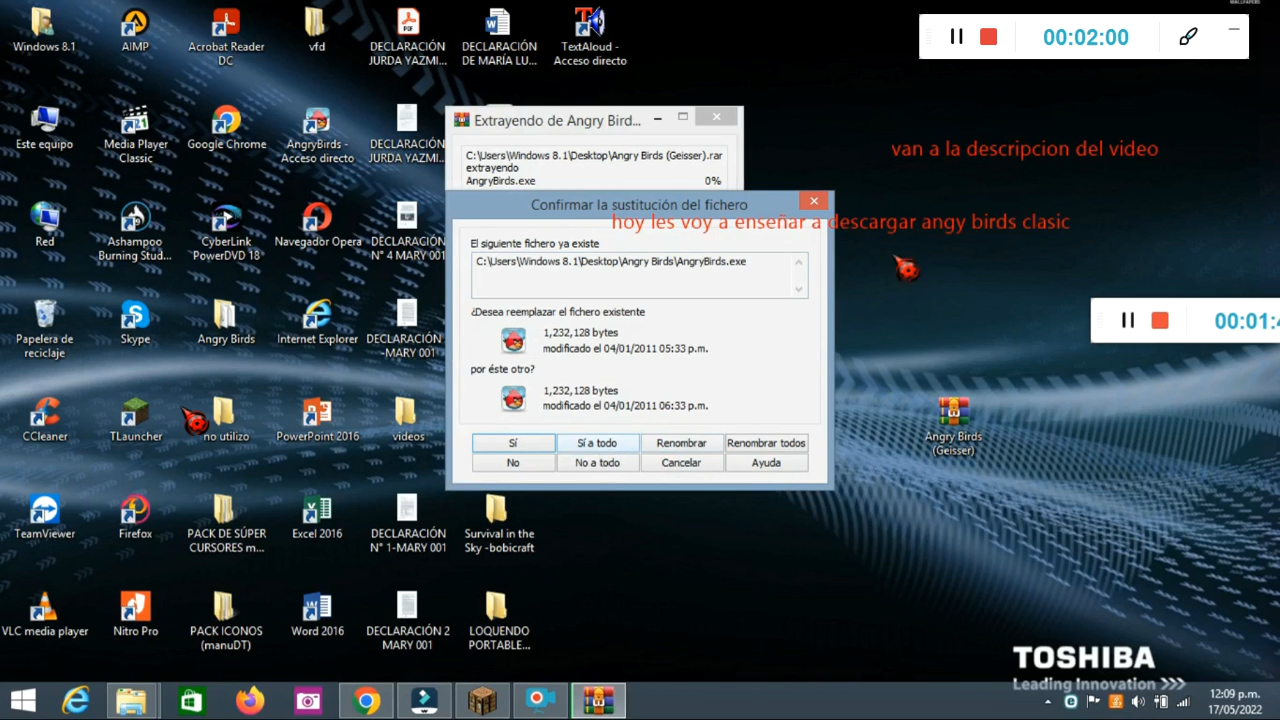 WALLPAPERS
Windows 8.1
AIMP
Acrobat Reader
DC
vfd
DECLARACIÓN
JURDA YAZMI...
DECLARACIÓN
DE MARÍA LU...
TextAloud -
Acceso directo
00:02:00
Este equipo
Media Player
Classic
Google Chrome
AngryBirds -
Acceso directo
DECLARACIÓN
JURDA YAZMI...
Extrayendo de Angry Bird...
C:\Users\Windows 8.1\Desktop\Angry Birds (Geisser).rar
extrayendo
AngryBirds.exe
0%
van a la descripcion del video
Confirmar la sustitución del fichero
hoy les voy a enseñar a descargar angy birds clasic
El siguiente fichero ya existe
C:\Users\Windows 8.1\Desktop\Angry Birds\AngryBirds.exe
¿Desea reemplazar el fichero existente
1,232,128 bytes
modificado el 04/01/2011 05:33 p.m.
por éste otro?
1,232,128 bytes
modificado el 04/01/2011 06:33 p.m.
Sí
Sí a todo
Renombrar
Renombrar todos
No
No a todo
Cancelar
Ayuda
Red
Ashampoo
Burning Stud...
CyberLink
PowerDVD 18
Navegador Opera
DECLARACIÓN
N° 4 MARY 001
00:01:4
Papelera de
reciclaje
Skype
Angry Birds
Internet Explorer
DECLARACIÓN
-MARY 001
CCleaner
TLauncher
no utilizo
PowerPoint 2016
videos
Angry Birds
(Geisser)
TeamViewer
Firefox
PACK DE SÚPER
CURSORES m...
Excel 2016
DECLARACIÓN
N° 1-MARY 001
Survival in the
Sky -bobicraft
VLC media player
Nitro Pro
PACK ICONOS
(manuDT)
Word 2016
DECLARACIÓN 2
MARY 001
LOQUENDO
PORTABLE...
TOSHIBA
Leading Innovation >>>
12:09 p.m.
17/05/2022